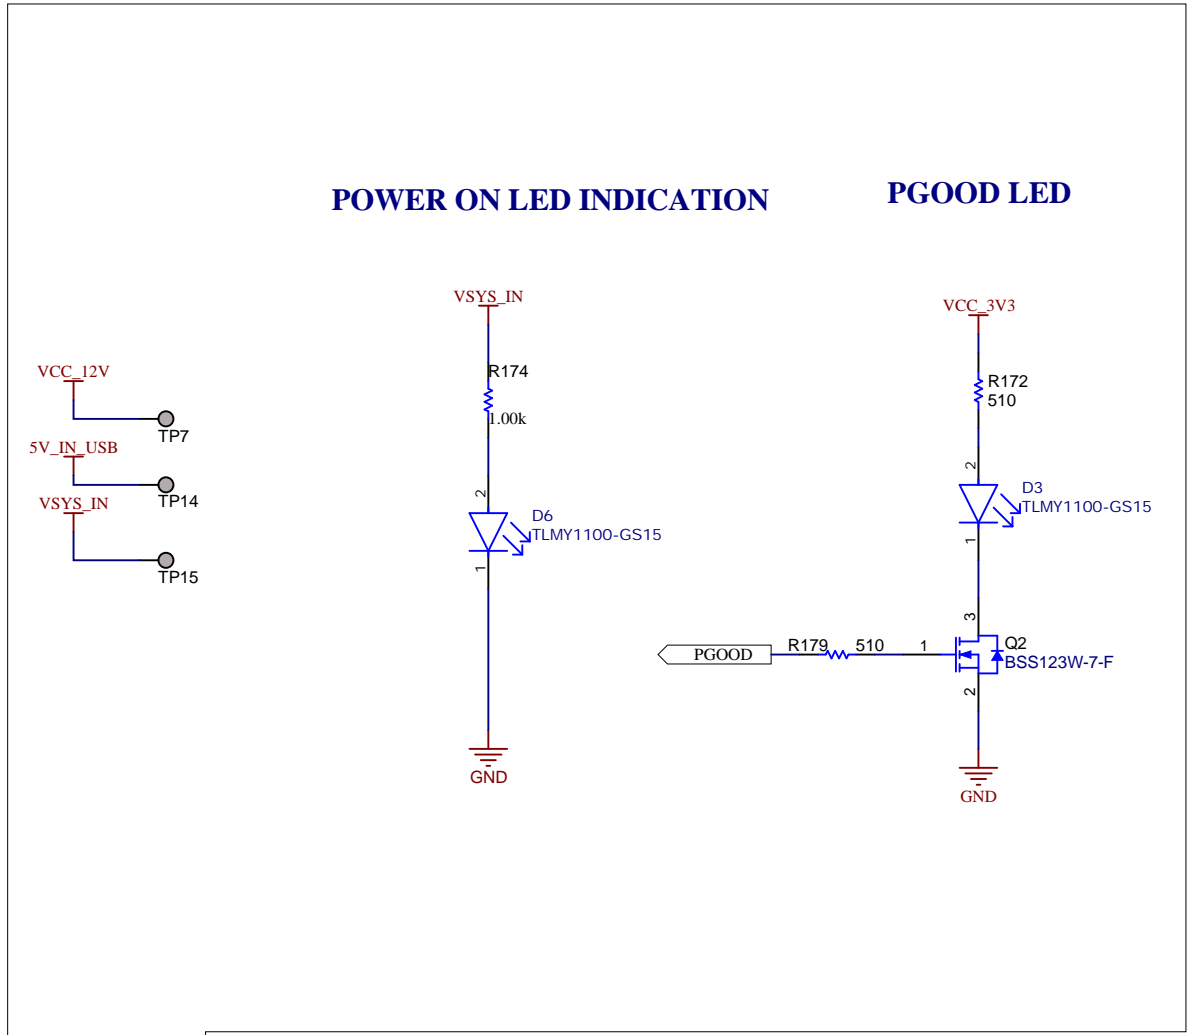 POWER ON LED INDICATION
PGOOD LED
VCC_12V
TP7
5V_IN_USB
TP14
VSYS_IN
TP15
VSYS_IN
R174
1.00k
2
D6
TLMY1100-GS15
1
GND
VCC_3V3
R172
510
2
D3
TLMY1100-GS15
1
3
PGOOD
R179 510
1
Q2
BSS123W-7-F
2
GND